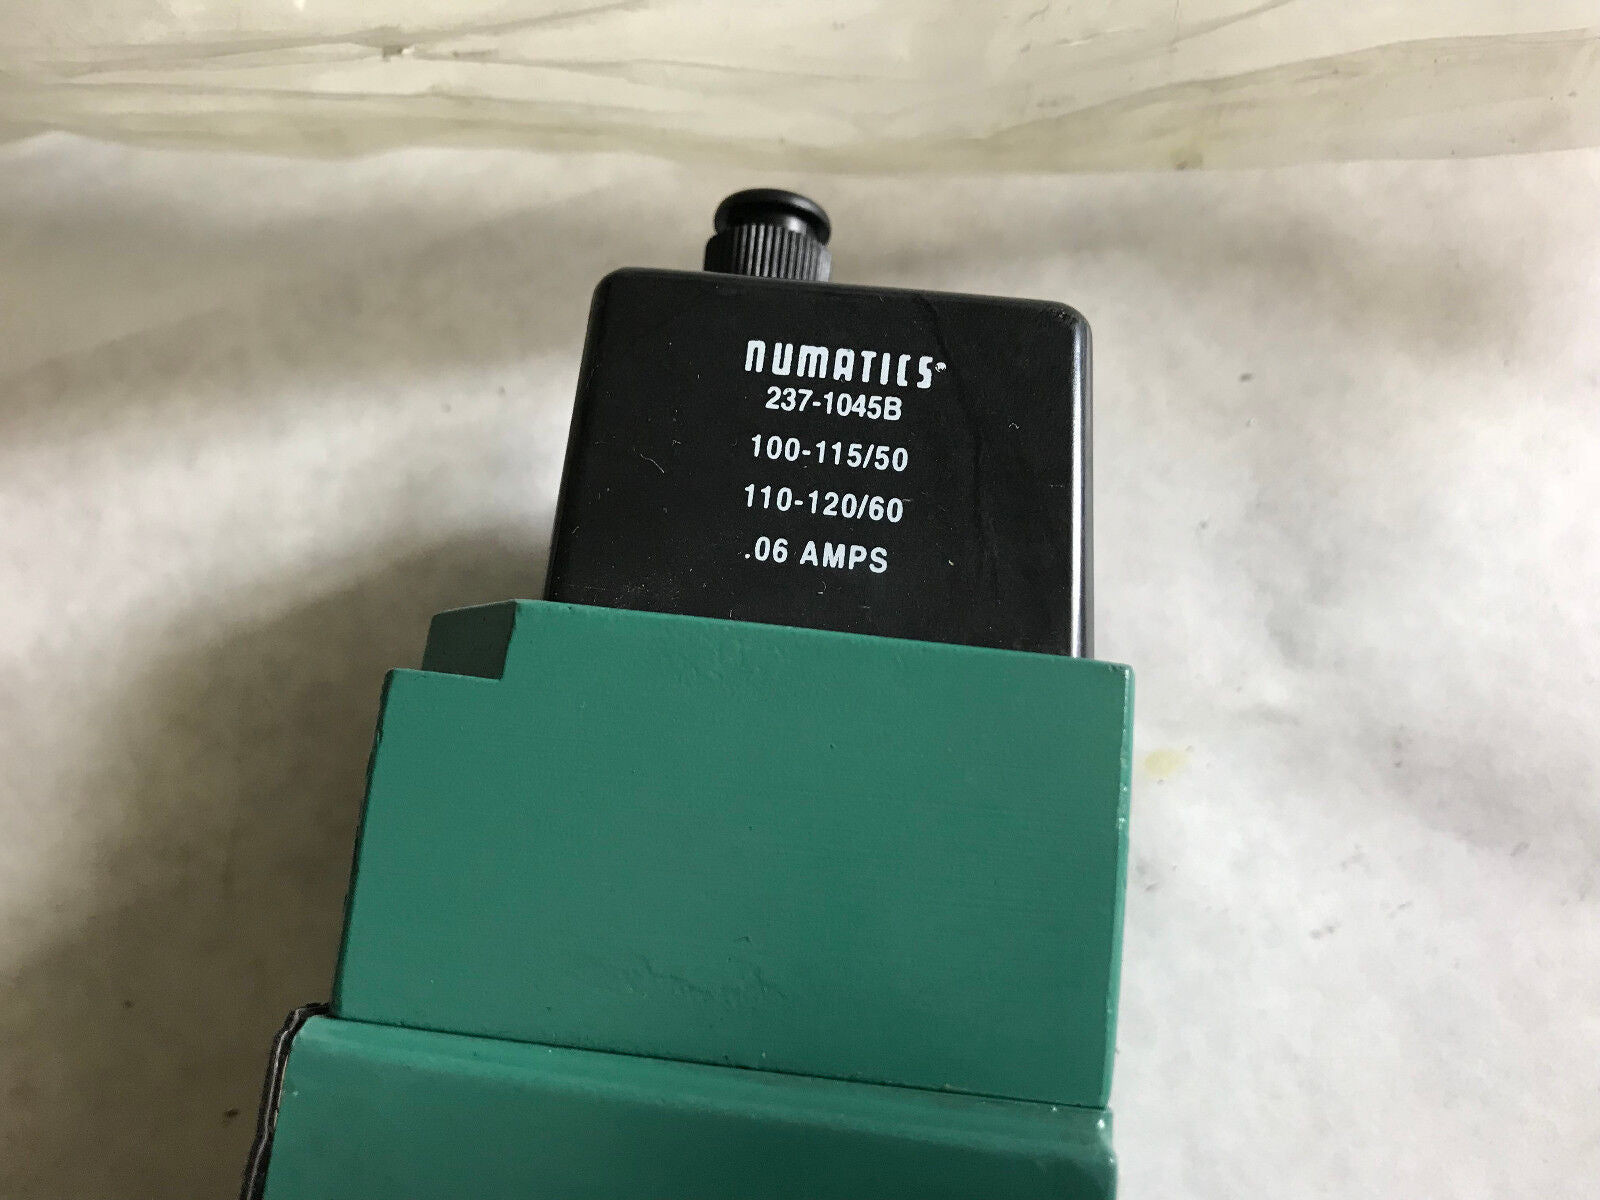 numatics®
237-1045B
100-115/50
110-120/60
.06 AMPS